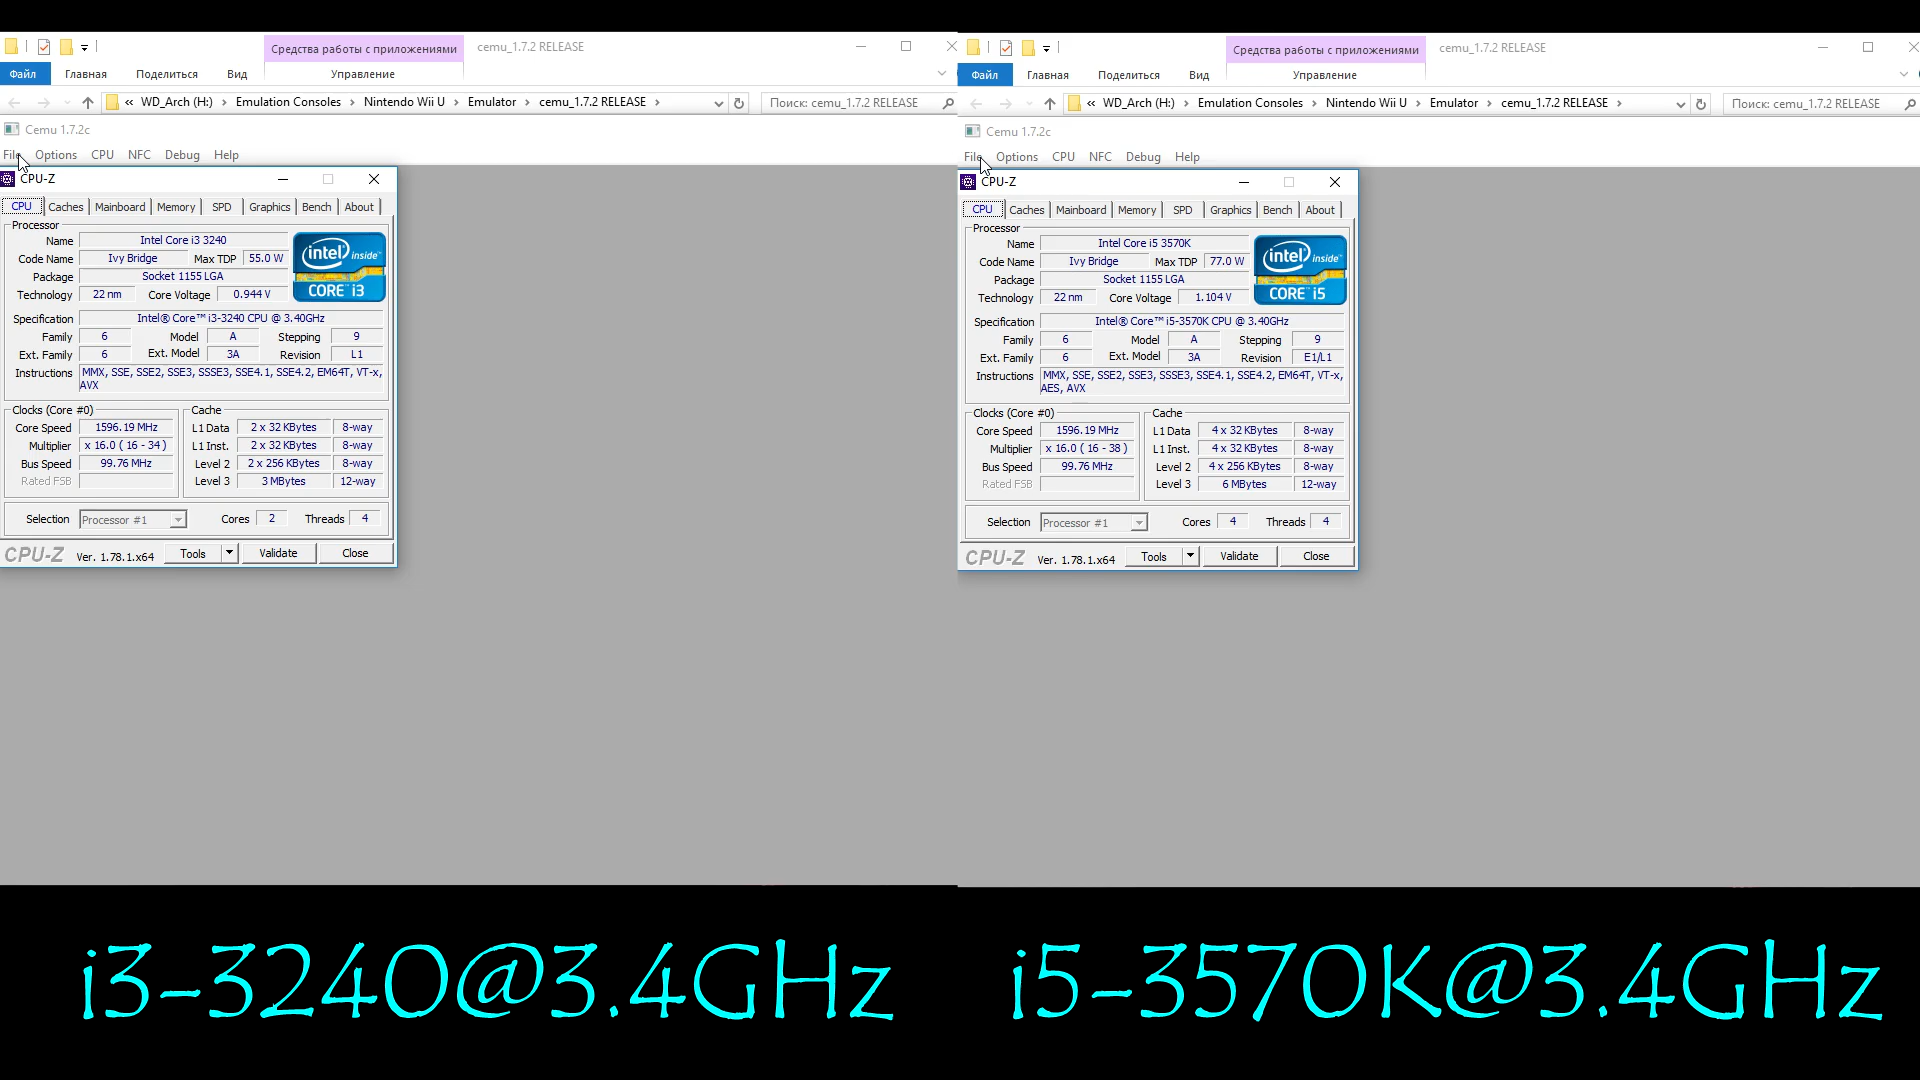 Средства работы с приложениями cemu_1.7.2 RELEASE
Файл Главная Поделиться Вид Управление
« WD_Arch (H:) › Emulation Consoles › Nintendo Wii U › Emulator › cemu_1.7.2 RELEASE › Поиск: cemu_1.7.2 RELEASE
Cemu 1.7.2c
File Options CPU NFC Debug Help
CPU-Z
CPU Caches Mainboard Memory SPD Graphics Bench About
Processor
Name Intel Core i3 3240
Code Name Ivy Bridge Max TDP 55.0 W
Package Socket 1155 LGA
Technology 22 nm Core Voltage 0.944 V
intel inside™
CORE i3
Specification Intel® Core™ i3-3240 CPU @ 3.40GHz
Family 6 Model A Stepping 9
Ext. Family 6 Ext. Model 3A Revision L1
Instructions MMX, SSE, SSE2, SSE3, SSSE3, SSE4.1, SSE4.2, EM64T, VT-x,
AVX
Clocks (Core #0) Cache
Core Speed 1596.19 MHz L1 Data 2 x 32 KBytes 8-way
Multiplier x 16.0 ( 16 - 34 ) L1 Inst. 2 x 32 KBytes 8-way
Bus Speed 99.76 MHz Level 2 2 x 256 KBytes 8-way
Rated FSB Level 3 3 MBytes 12-way
Selection Processor #1 Cores 2 Threads 4
CPU-Z Ver. 1.78.1.x64 Tools Validate Close
Средства работы с приложениями cemu_1.7.2 RELEASE
Файл Главная Поделиться Вид Управление
« WD_Arch (H:) › Emulation Consoles › Nintendo Wii U › Emulator › cemu_1.7.2 RELEASE › Поиск: cemu_1.7.2 RELEASE
Cemu 1.7.2c
File Options CPU NFC Debug Help
CPU-Z
CPU Caches Mainboard Memory SPD Graphics Bench About
Processor
Name Intel Core i5 3570K
Code Name Ivy Bridge Max TDP 77.0 W
Package Socket 1155 LGA
Technology 22 nm Core Voltage 1.104 V
intel inside™
CORE i5
Specification Intel® Core™ i5-3570K CPU @ 3.40GHz
Family 6 Model A Stepping 9
Ext. Family 6 Ext. Model 3A Revision E1/L1
Instructions MMX, SSE, SSE2, SSE3, SSSE3, SSE4.1, SSE4.2, EM64T, VT-x,
AES, AVX
Clocks (Core #0) Cache
Core Speed 1596.19 MHz L1 Data 4 x 32 KBytes 8-way
Multiplier x 16.0 ( 16 - 38 ) L1 Inst. 4 x 32 KBytes 8-way
Bus Speed 99.76 MHz Level 2 4 x 256 KBytes 8-way
Rated FSB Level 3 6 MBytes 12-way
Selection Processor #1 Cores 4 Threads 4
CPU-Z Ver. 1.78.1.x64 Tools Validate Close
i3-3240@3.4GHz
i5-3570K@3.4GHz